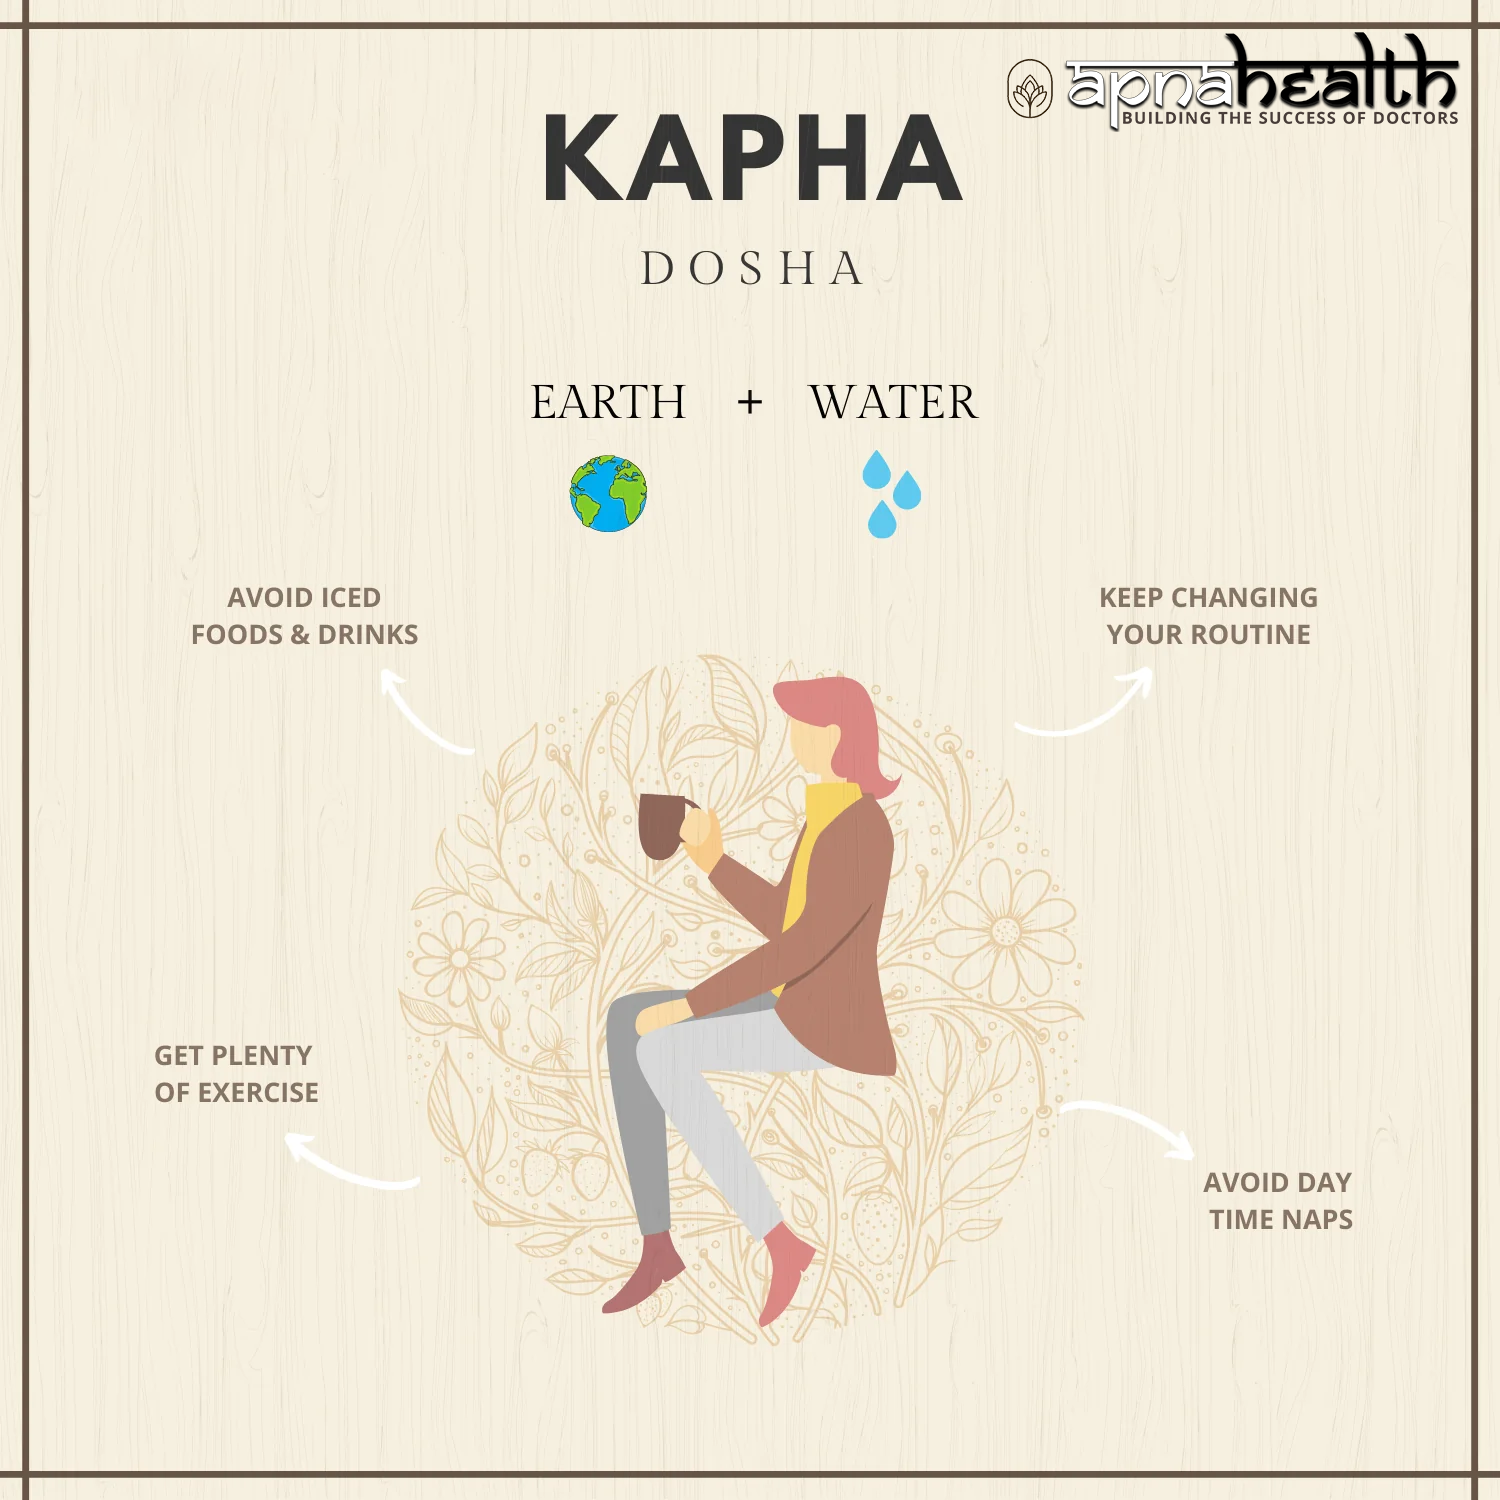 apnahealth
BUILDING THE SUCCESS OF DOCTORS
KAPHA
DOSHA
EARTH + WATER
AVOID ICED
FOODS & DRINKS
KEEP CHANGING
YOUR ROUTINE
GET PLENTY
OF EXERCISE
AVOID DAY
TIME NAPS